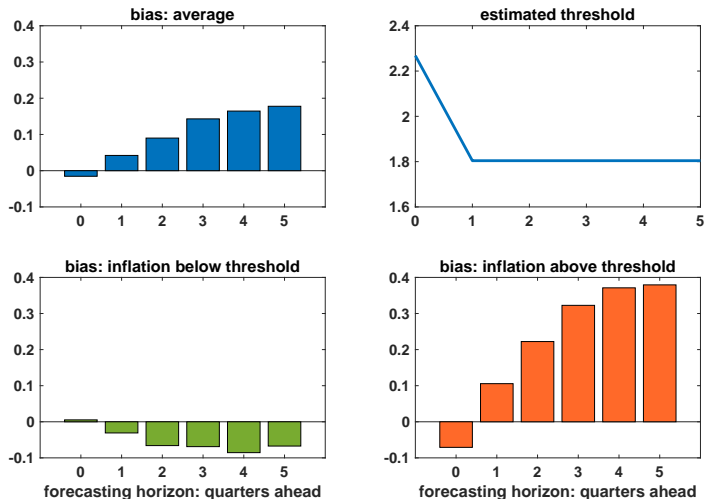 bias: average
0.4
0.3
0.2
0.1
0
-0.1
0 1 2 3 4 5
estimated threshold
2.4
2.2
2
1.8
1.6
0 1 2 3 4 5
bias: inflation below threshold
0.4
0.3
0.2
0.1
0
-0.1
0 1 2 3 4 5
forecasting horizon: quarters ahead
bias: inflation above threshold
0.4
0.3
0.2
0.1
0
-0.1
0 1 2 3 4 5
forecasting horizon: quarters ahead